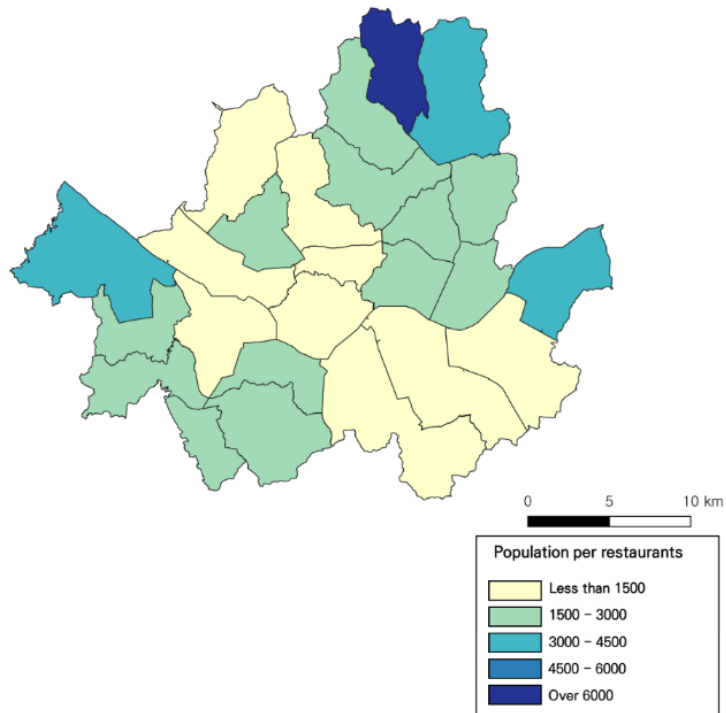 0 5 10 km
Population per restaurants
Less than 1500
1500 - 3000
3000 - 4500
4500 - 6000
Over 6000